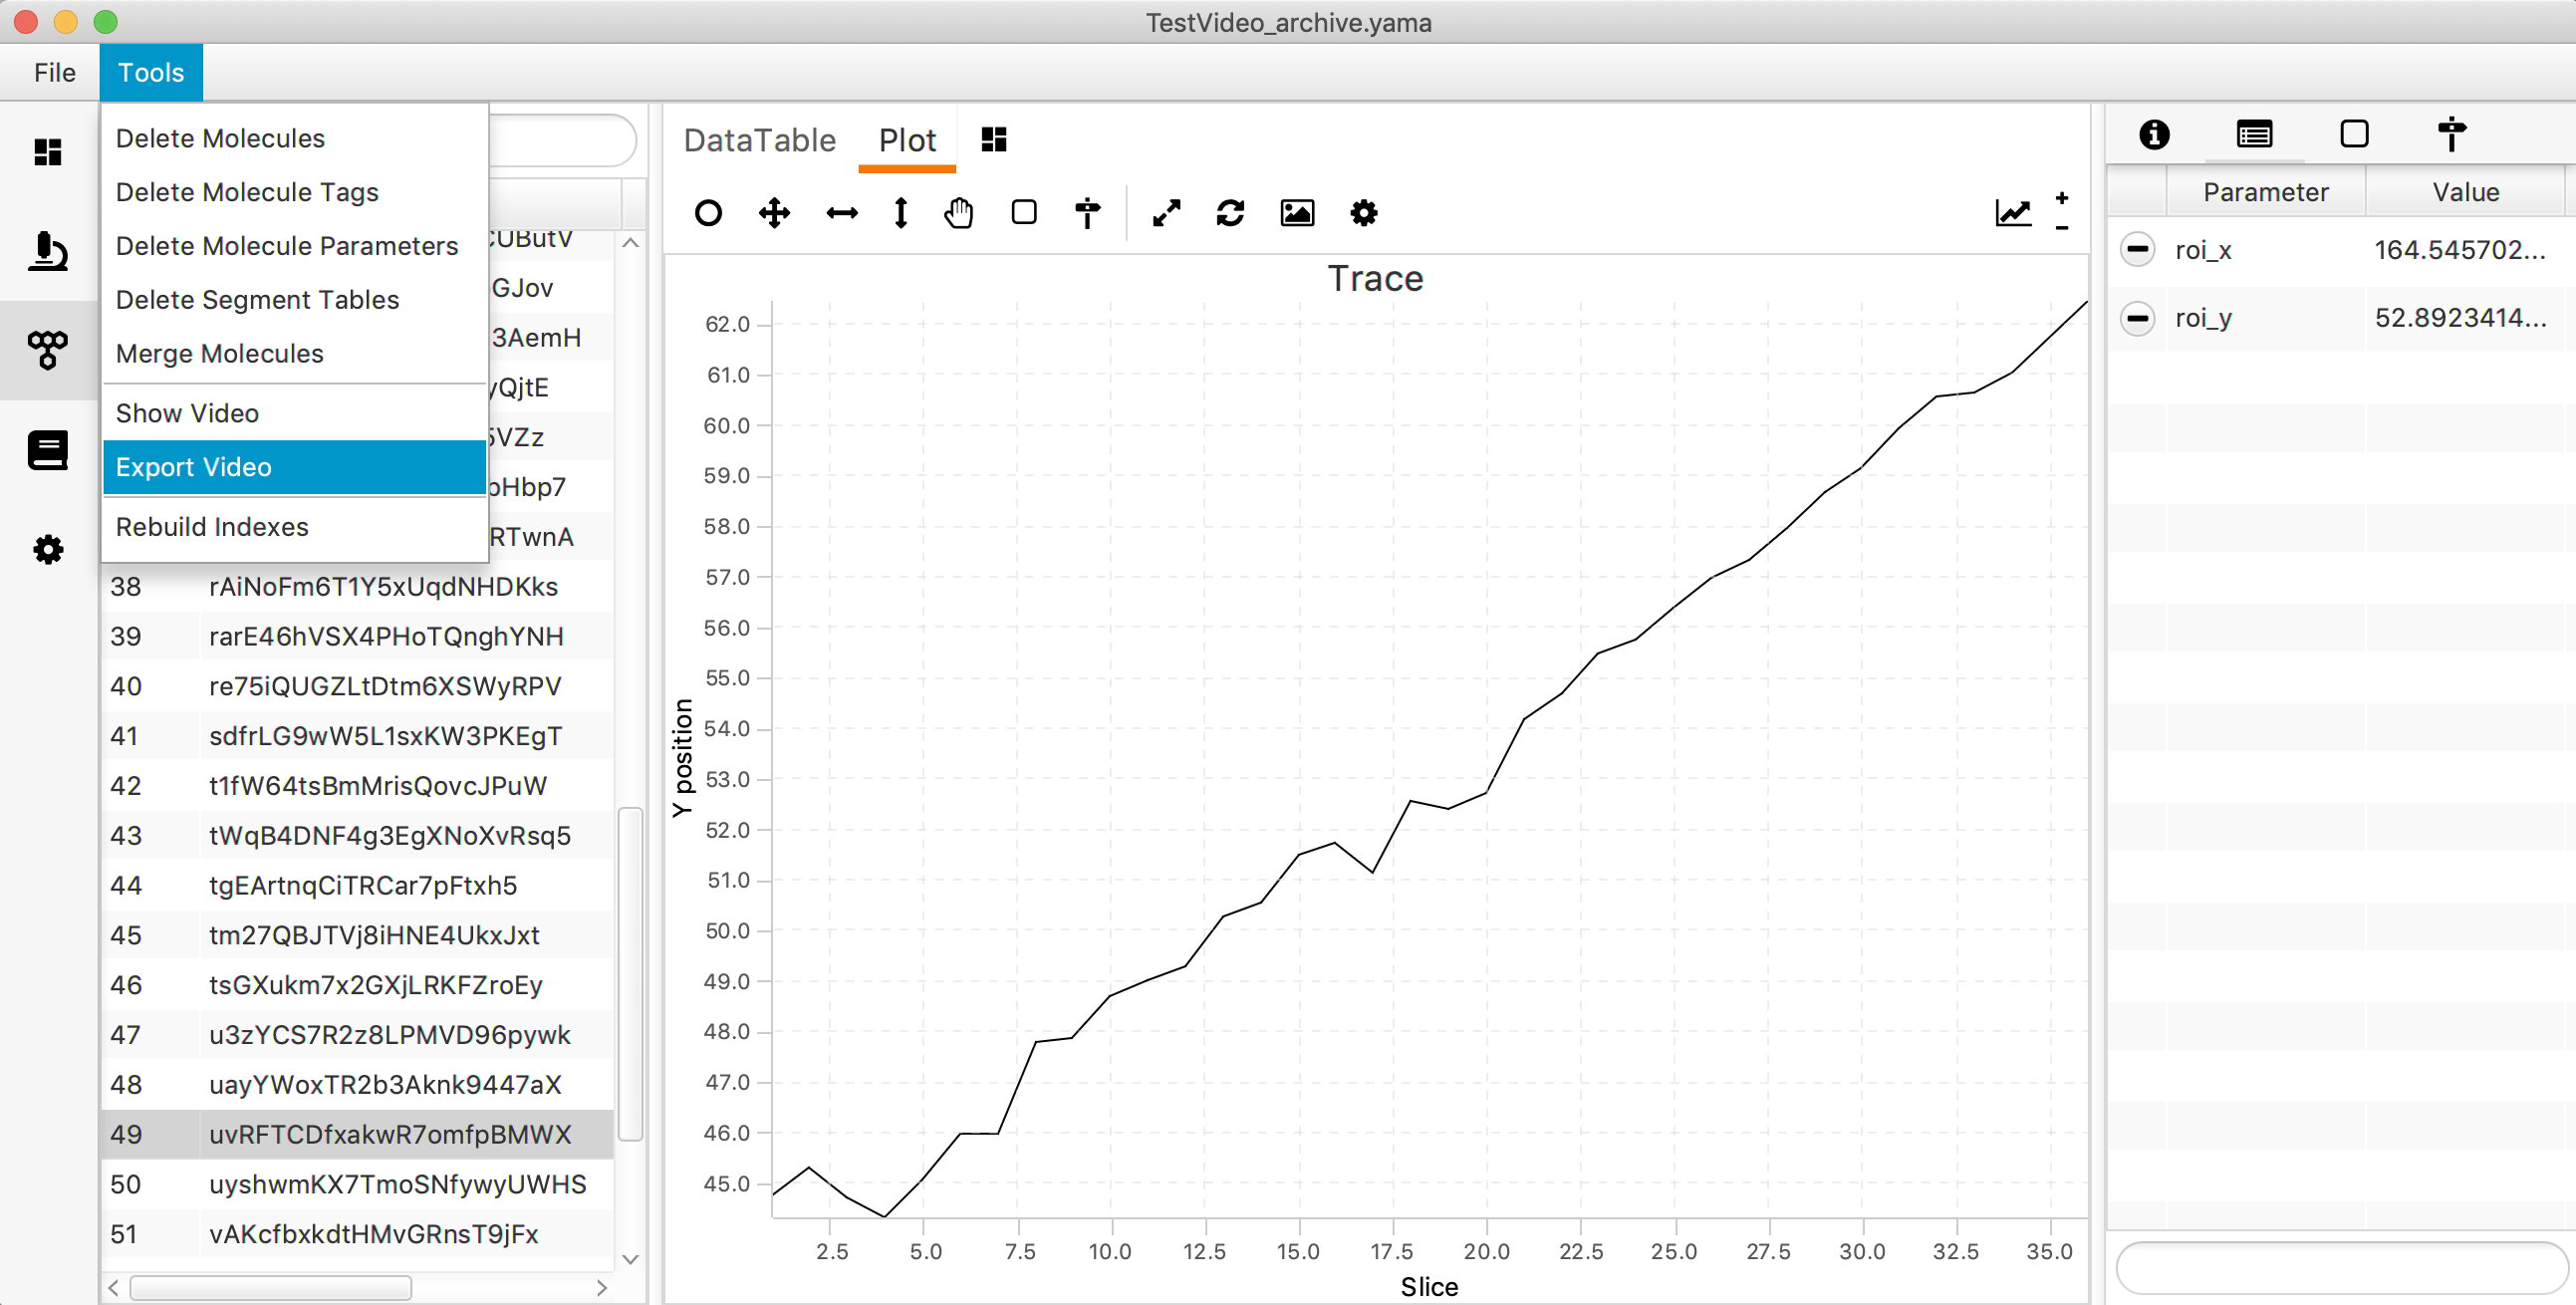 TestVideo_archive.yama
File Tools
Delete Molecules
Delete Molecule Tags
Delete Molecule Parameters
Delete Segment Tables
Merge Molecules
Show Video
Export Video
Rebuild Indexes
GJov
3AemH
QjtE
VZz
Hbp7
RTwnA
38 rAiNoFm6T1Y5xUqdNHDKks
39 rarE46hVSX4PHoTQnghYNH
40 re75iQUGZLtDtm6XSWyRPV
41 sdfrLG9wW5L1sxKW3PKEgT
42 t1fW64tsBmMrisQovcJPuW
43 tWqB4DNF4g3EgXNoXvRsq5
44 tgEArtnqCiTRCar7pFtxh5
45 tm27QBJTVj8iHNE4UkxJxt
46 tsGXukm7x2GXjLRKFZroEy
47 u3zYCS7R2z8LPMVD96pywk
48 uayYWoxTR2b3Aknk9447aX
49 uvRFTCDfxakwR7omfpBMWX
50 uyshwmKX7TmoSNfywyUWHS
51 vAKcfbxkdtHMvGRnsT9jFx
DataTable Plot
Trace
62.0
61.0
60.0
59.0
58.0
57.0
56.0
55.0
54.0
53.0
52.0
51.0
50.0
49.0
48.0
47.0
46.0
45.0
Y position
2.5 5.0 7.5 10.0 12.5 15.0 17.5 20.0 22.5 25.0 27.5 30.0 32.5 35.0
Slice
Parameter Value
roi_x 164.545702...
roi_y 52.8923414...